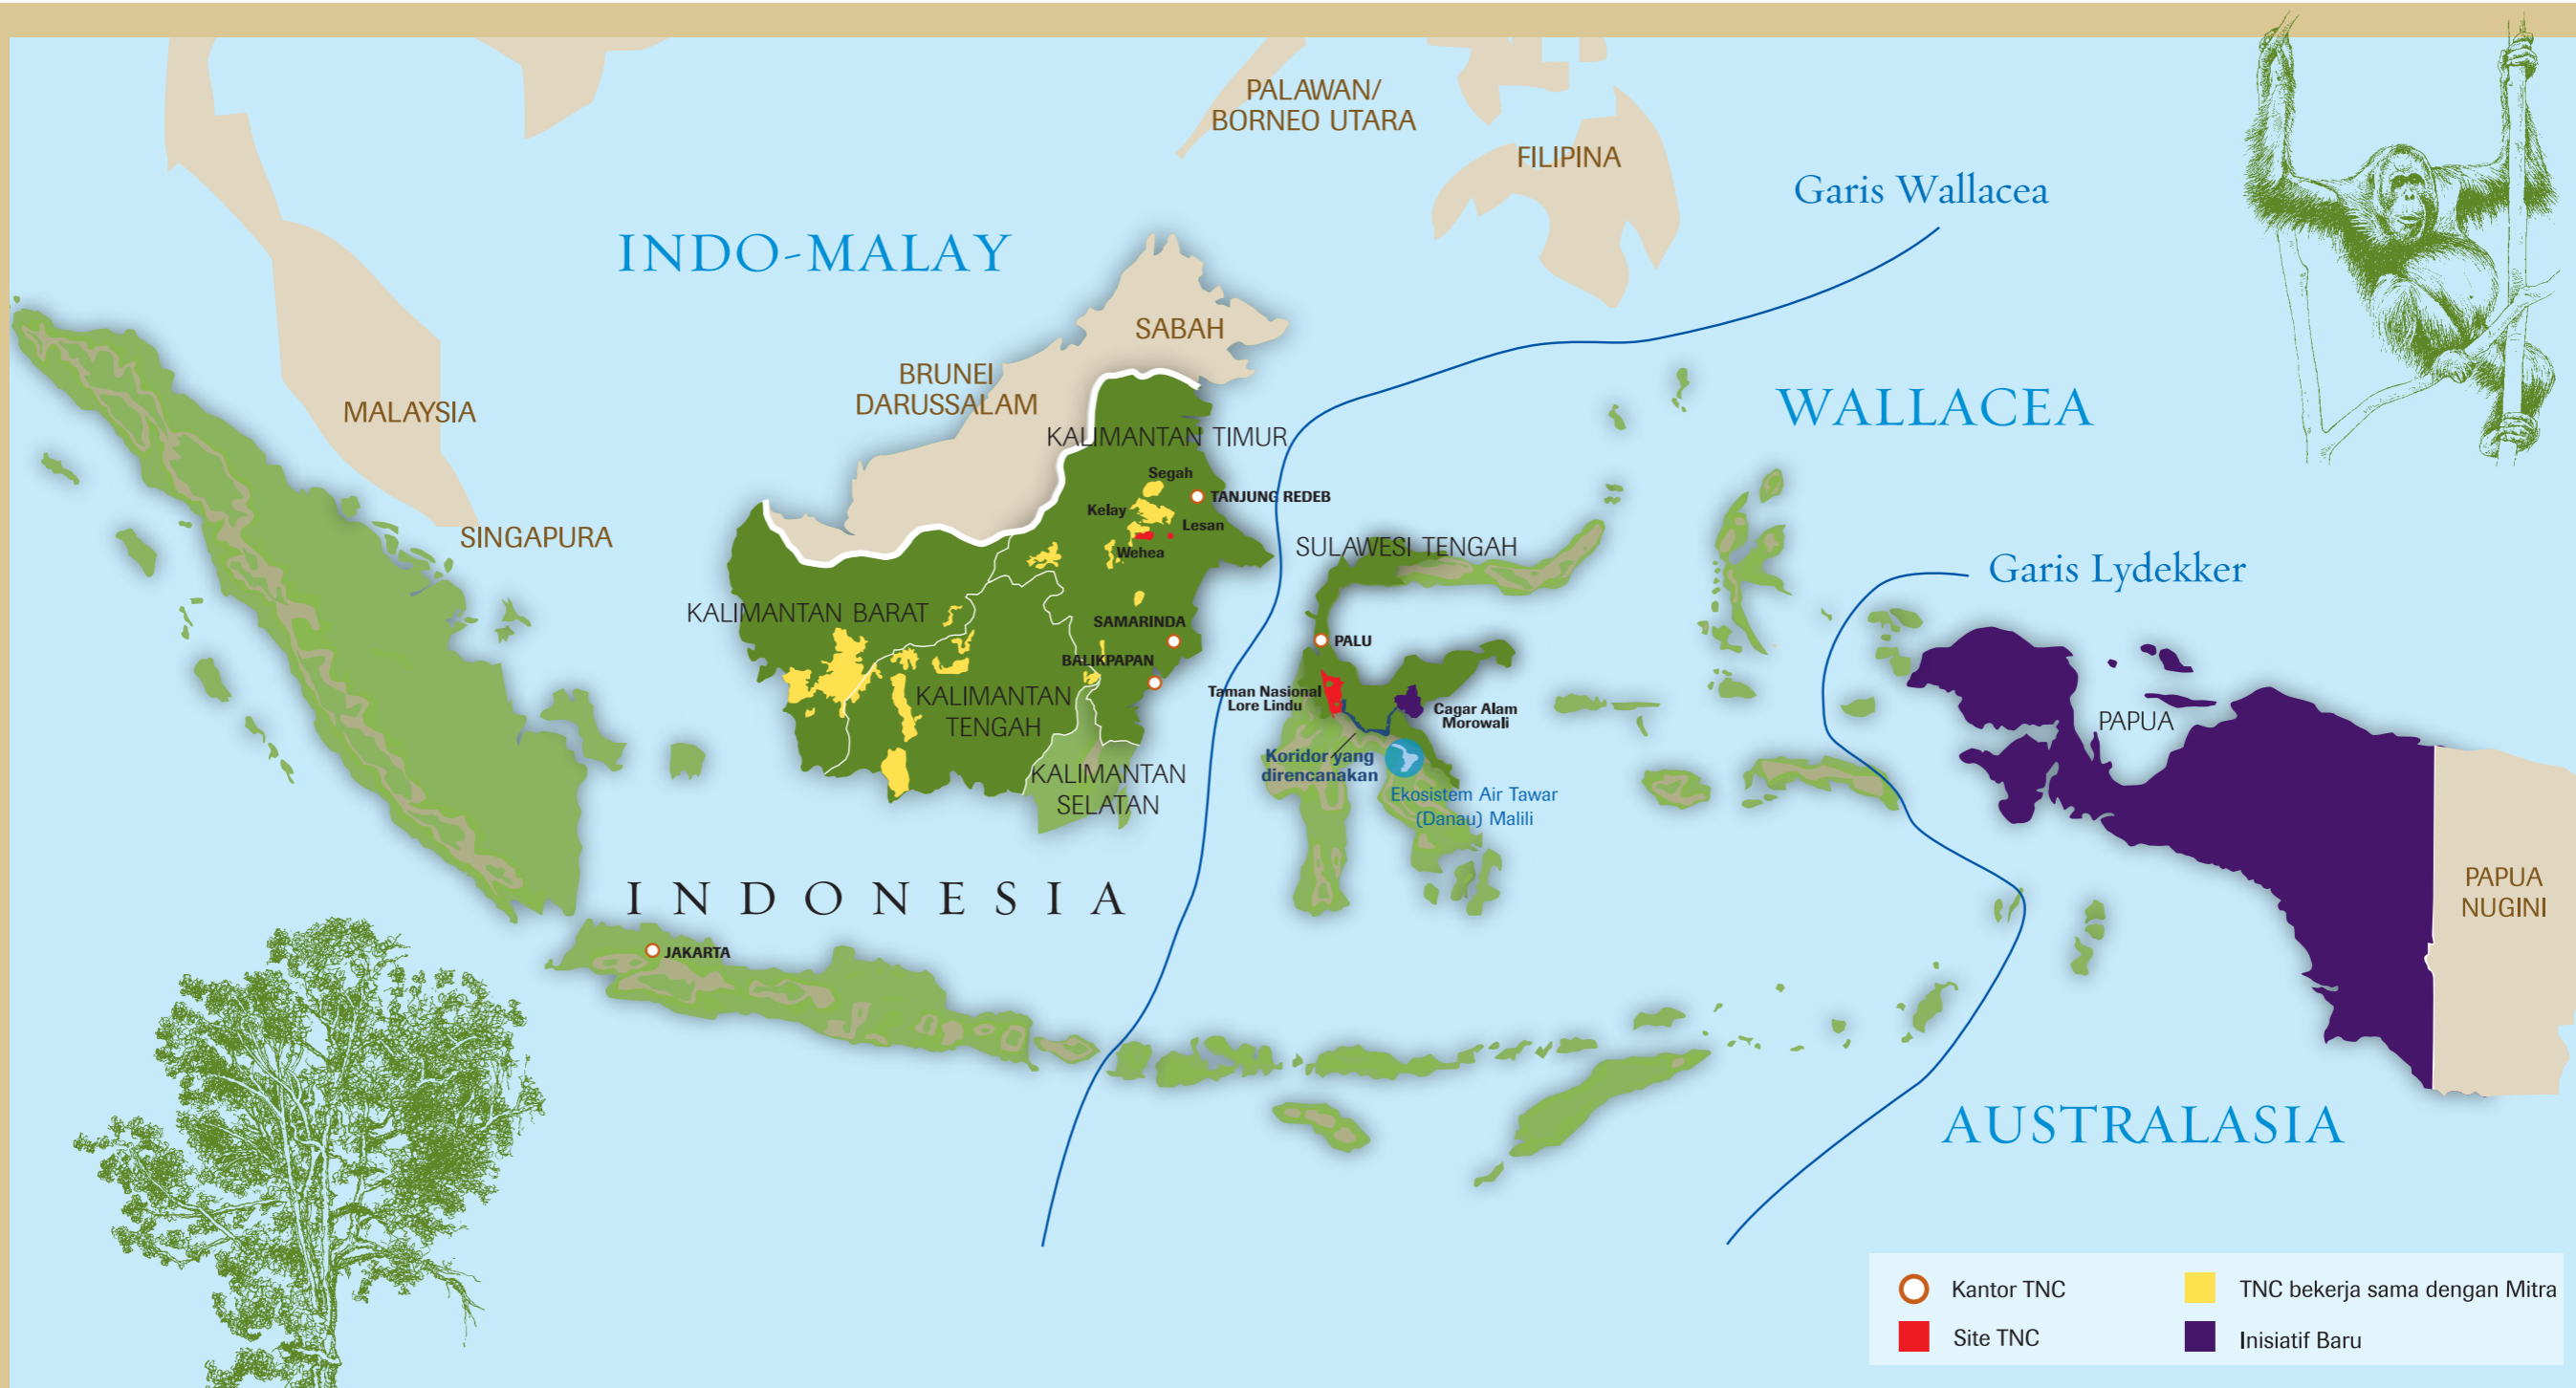 PALAWAN/
BORNEO UTARA
FILIPINA
Garis Wallacea
INDO-MALAY
SABAH
BRUNEI
DARUSSALAM
MALAYSIA
WALLACEA
KALIMANTAN TIMUR
Segah
TANJUNG REDEB
Kelay
Lesan
Wehea
SINGAPURA
SULAWESI TENGAH
Garis Lydekker
KALIMANTAN BARAT
SAMARINDA
PALU
BALIKPAPAN
KALIMANTAN
TENGAH
Taman Nasional
Lore Lindu
Cagar Alam
Morowali
PAPUA
Koridor yang
direncanakan
KALIMANTAN
SELATAN
Ekosistem Air Tawar
(Danau) Malili
INDONESIA
PAPUA
NUGINI
JAKARTA
AUSTRALASIA
Kantor TNC
TNC bekerja sama dengan Mitra
Site TNC
Inisiatif Baru